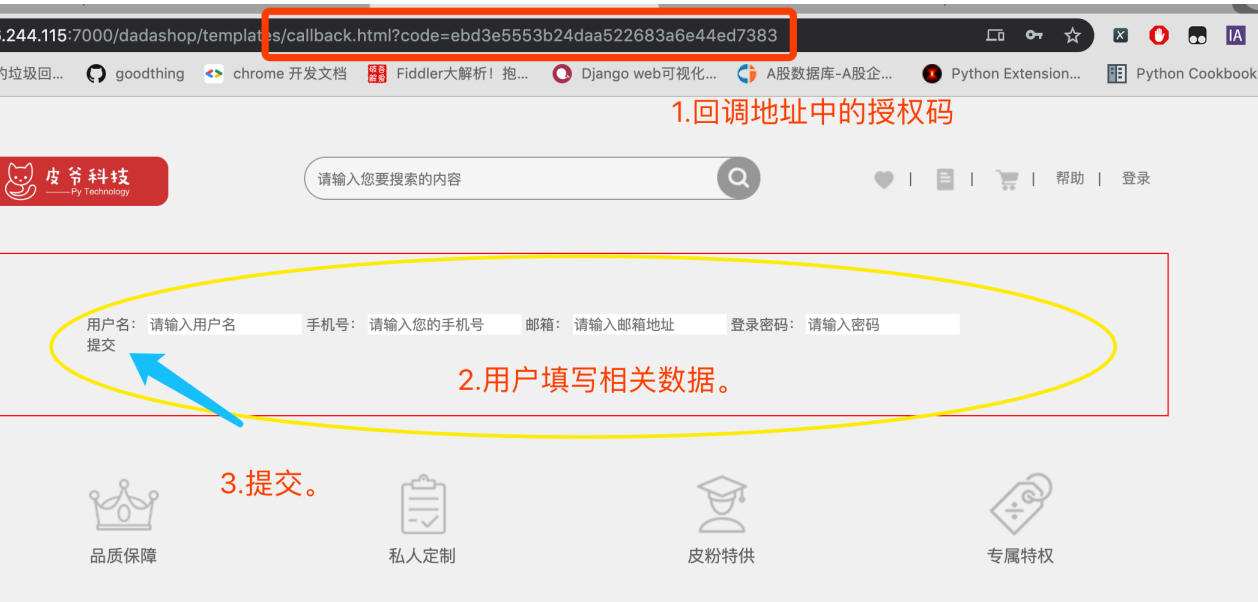 .244.115:7000/dadashop/templates/callback.html?code=ebd3e5553b24daa522683a6e44ed7383
的垃圾回... goodthing chrome 开发文档 Fiddler大解析！抱... Django web可视化... A股数据库-A股企... Python Extension... Python Cookbook
1.回调地址中的授权码
皮爷科技
Py Technology
请输入您要搜索的内容
帮助 | 登录
用户名: 请输入用户名 手机号: 请输入您的手机号 邮箱: 请输入邮箱地址 登录密码: 请输入密码
提交
2.用户填写相关数据。
3.提交。
品质保障 私人定制 皮粉特供 专属特权